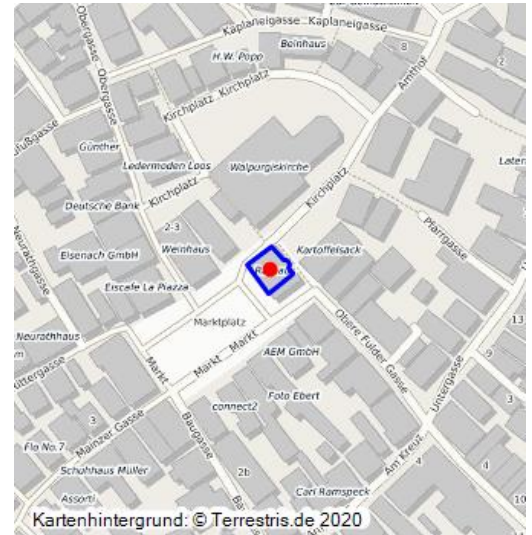 Kaplaneigasse - Kaplaneigasse
Beinhaus
8
H.W. Popp
2
Obergasse - Obergasse
Kirchplatz - Kirchplatz
Amthof
Günther
Ledermoden Loos
Walpurgiskirche
Kirchplatz
Deutsche Bank
Kirchplatz
Neurathgasse
2-3
Weinhaus
Kartoffelsack
Pfarrgasse
Elsenach GmbH
Eiscafe La Piazza
Marktplatz
Neurathhaus
Markt - Markt
AEM GmbH
Obere Fulder Gasse
Untergasse
Markt
9
Foto Ebert
3
connect2
Mainzer Gasse
3
Baugasse
Flo No.7
Am Kreuz
Schuhhaus Müller
4
2b
Assorti
Carl Ramspeck
10
Kartenhintergrund: © Terrestris.de 2020